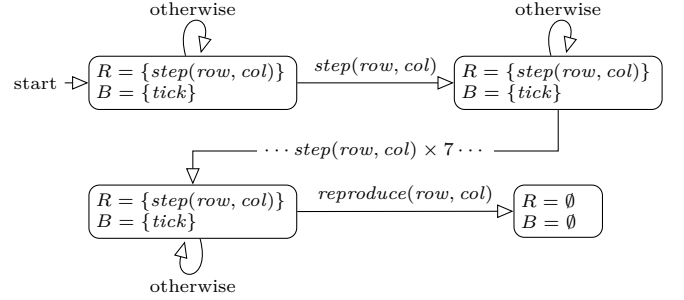 otherwise
otherwise
start
R = {step(row, col)}
B = {tick}
step(row, col)
R = {step(row, col)}
B = {tick}
··· step(row, col) × 7 ···
R = {step(row, col)}
B = {tick}
reproduce(row, col)
R = ∅
B = ∅
otherwise